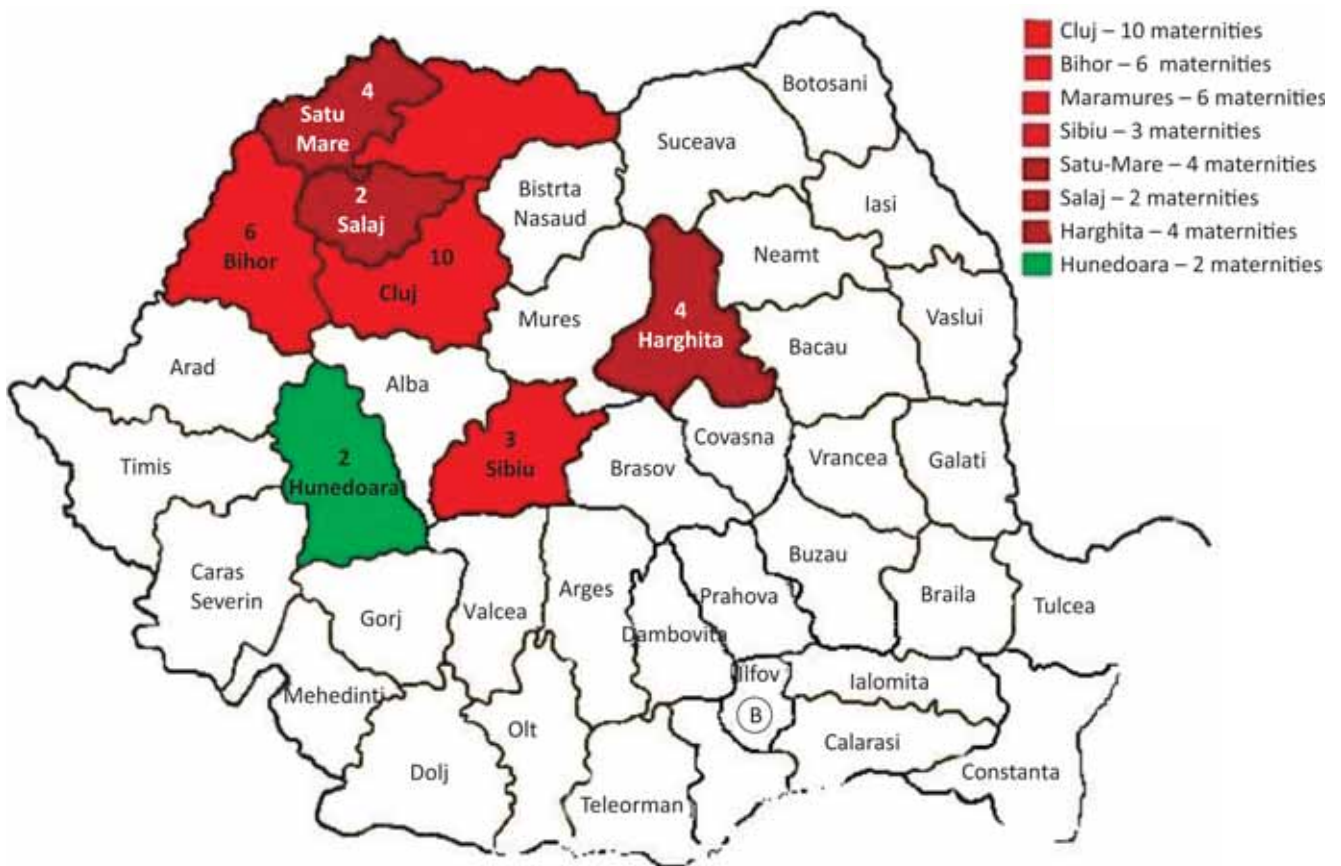 Cluj – 10 maternities
Bihor – 6 maternities
Maramures – 6 maternities
Sibiu – 3 maternities
Satu-Mare – 4 maternities
Salaj – 2 maternities
Harghita – 4 maternities
Hunedoara – 2 maternities
4
Satu
Mare
Botosani
Suceava
Bistrta
Nasaud
2
Salaj
Iasi
6
Bihor
10
Cluj
Neamt
Mures
4
Harghita
Vaslui
Bacau
Arad
Alba
Covasna
3
Sibiu
Brasov
Vrancea
Galati
Timis
2
Hunedoara
Buzau
Caras
Severin
Gorj
Valcea
Arges
Prahova
Braila
Tulcea
Dambovita
Ilfov
Ialomita
Mehedinti
B
Olt
Calarasi
Dolj
Constanta
Teleorman